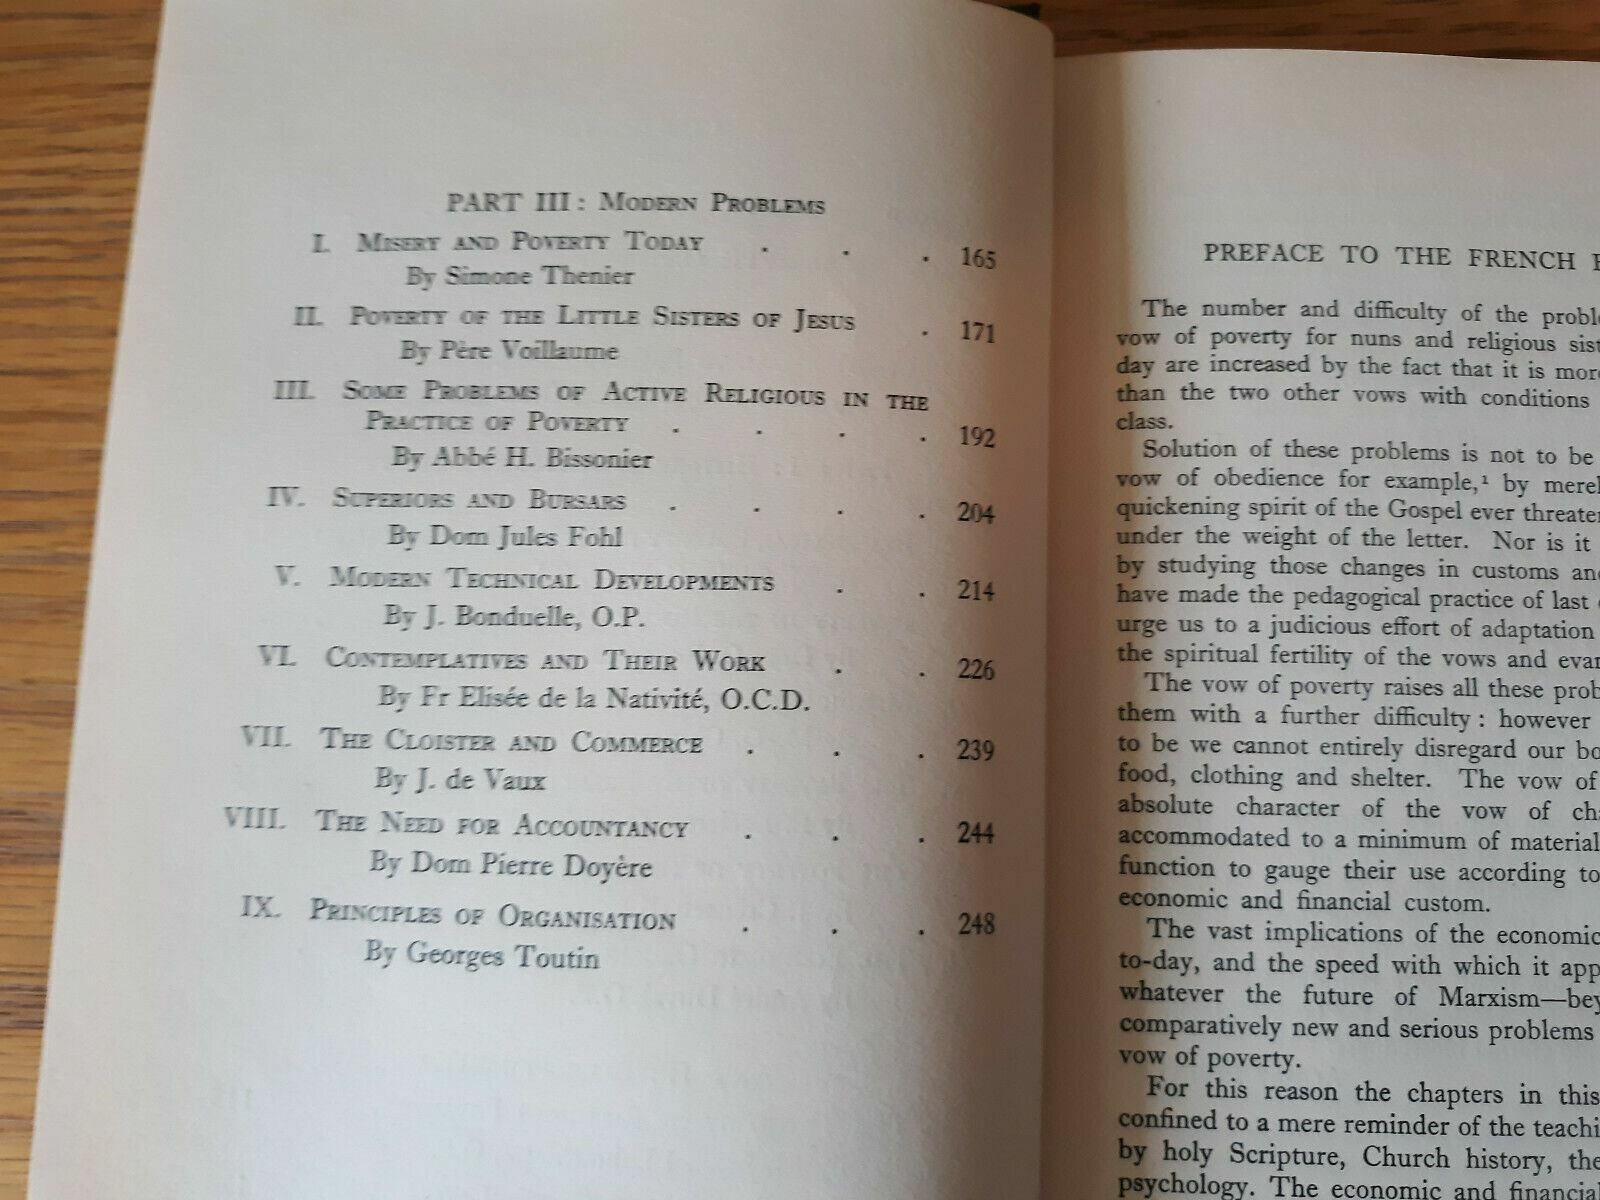 PART III: MODERN PROBLEMS
I. MISERY AND POVERTY TODAY . . . 165
By Simone Thenier
II. POVERTY OF THE LITTLE SISTERS OF JESUS . 171
By Père Voillaume
III. SOME PROBLEMS OF ACTIVE RELIGIOUS IN THE
PRACTICE OF POVERTY . . . . 192
By Abbé H. Bissonier
IV. SUPERIORS AND BURSARS . . . . 204
By Dom Jules Fohl
V. MODERN TECHNICAL DEVELOPMENTS . . 214
By J. Bonduelle, O.P.
VI. CONTEMPLATIVES AND THEIR WORK . . 226
By Fr Elisée de la Nativité, O.C.D.
VII. THE CLOISTER AND COMMERCE . . . 239
By J. de Vaux
VIII. THE NEED FOR ACCOUNTANCY . . . 244
By Dom Pierre Doyère
IX. PRINCIPLES OF ORGANISATION . . . 248
By Georges Toutin
PREFACE TO THE FRENCH
The number and difficulty of the
vow of poverty for nuns and religious
day are increased by the fact that it is
than the two other vows with conditions
class.
Solution of these problems is not to be
vow of obedience for example,¹ by
quickening spirit of the Gospel ever
under the weight of the letter. Nor is it
by studying those changes in customs
have made the pedagogical practice of last
urge us to a judicious effort of adaptation
the spiritual fertility of the vows and
The vow of poverty raises all these
them with a further difficulty: however
to be we cannot entirely disregard our
food, clothing and shelter. The vow of
absolute character of the vow of
accommodated to a minimum of material
function to gauge their use according to
economic and financial custom.
The vast implications of the economic
to-day, and the speed with which it
whatever the future of Marxism—
comparatively new and serious problems
vow of poverty.
For this reason the chapters in this
confined to a mere reminder of the
by holy Scripture, Church history, the
psychology. The economic and